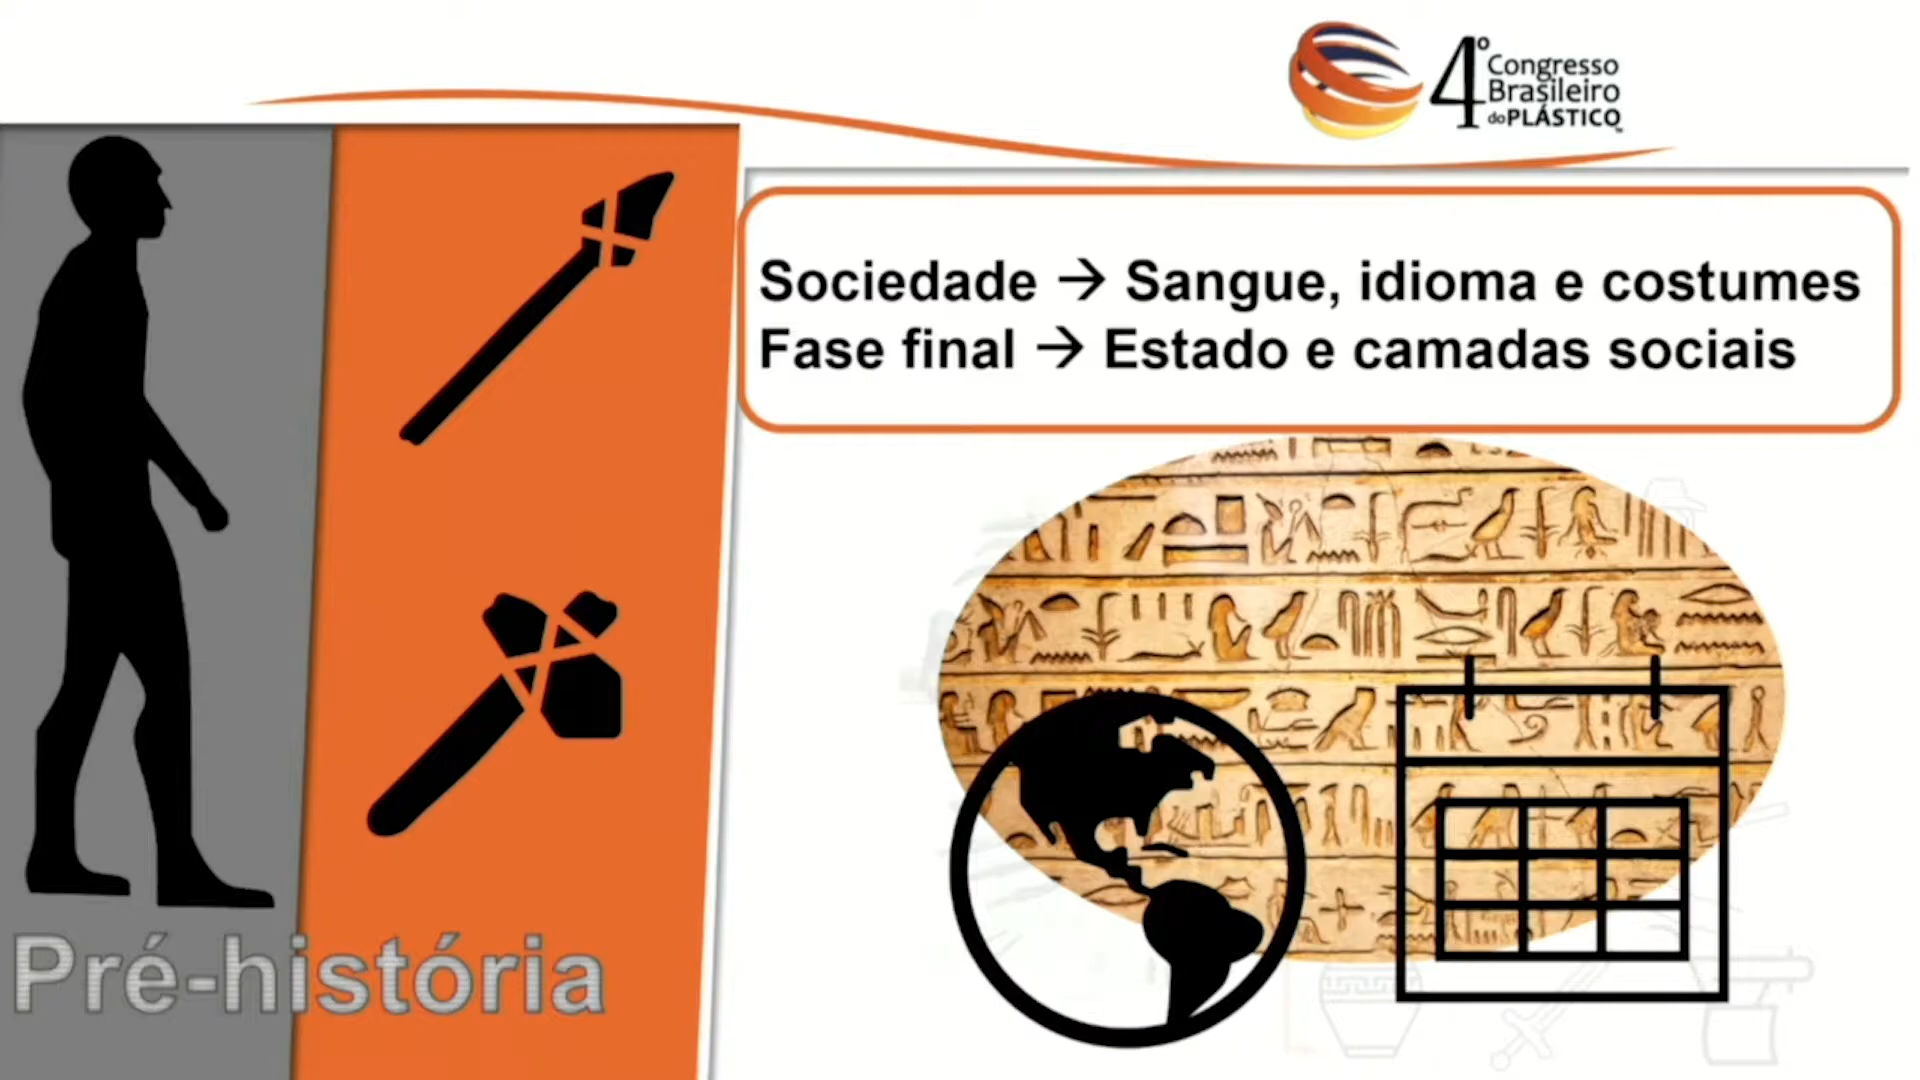 4º Congresso
Brasileiro
do PLÁSTICO
Sociedade → Sangue, idioma e costumes
Fase final → Estado e camadas sociais
Pré-história